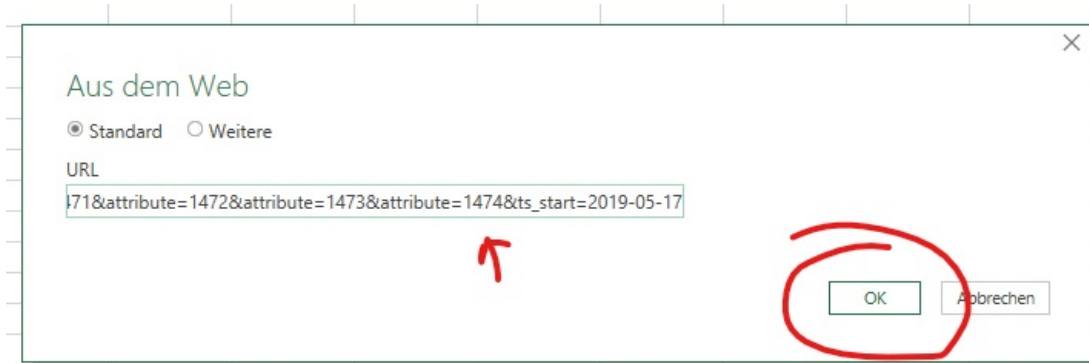 Aus dem Web
Standard Weitere
URL
471&attribute=1472&attribute=1473&attribute=1474&ts_start=2019-05-17
OK Abbrechen